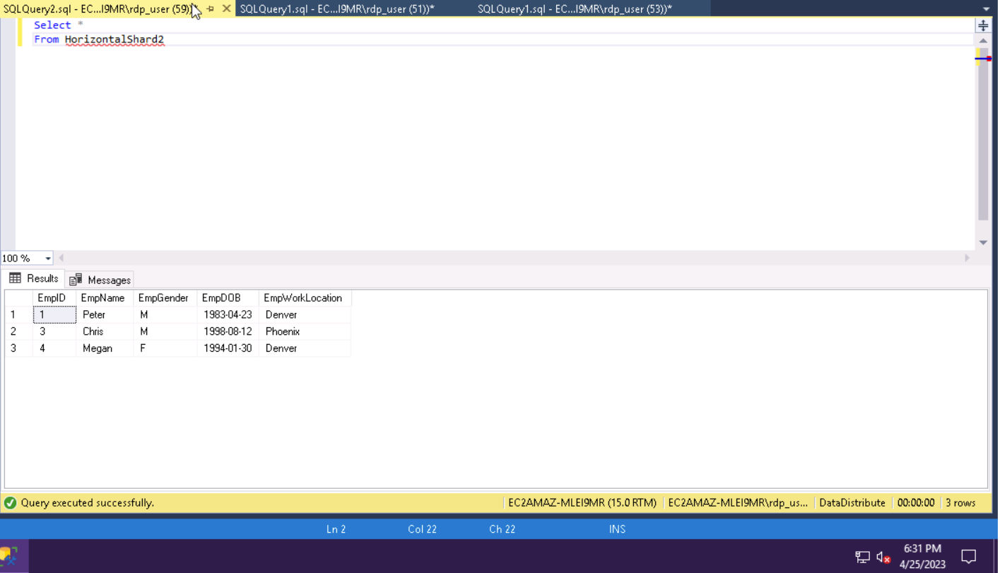 SQLQuery2.sql - EC...I9MR\rdp_user (59))* SQLQuery1.sql - EC...I9MR\rdp_user (51))* SQLQuery1.sql - EC...I9MR\rdp_user (53))*
Select *
From HorizontalShard2
100 %
Results Messages
EmpID EmpName EmpGender EmpDOB EmpWorkLocation
1 1 Peter M 1983-04-23 Denver
2 3 Chris M 1998-08-12 Phoenix
3 4 Megan F 1994-01-30 Denver
Query executed successfully. EC2AMAZ-MLEI9MR (15.0 RTM) EC2AMAZ-MLEI9MR\rdp_us... DataDistribute 00:00:00 3 rows
Ln 2 Col 22 Ch 22 INS
6:31 PM
4/25/2023